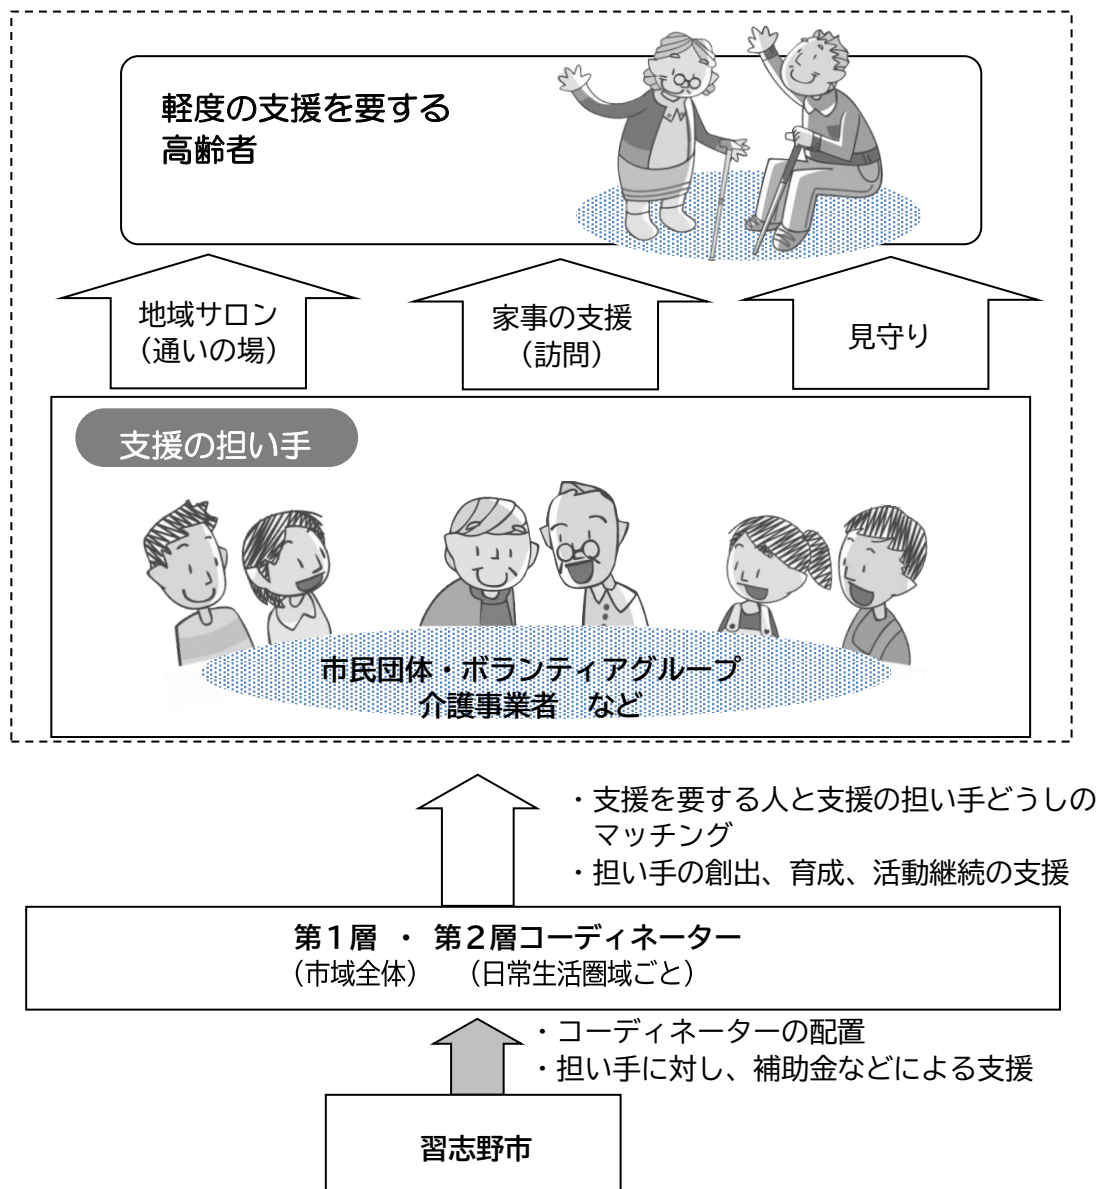 軽度の支援を要する
高齢者
地域サロン
（通いの場）
家事の支援
（訪問）
見守り
支援の担い手
市民団体・ボランティアグループ
介護事業者　など
・支援を要する人と支援の担い手どうしの
マッチング
・担い手の創出、育成、活動継続の支援
第１層 ・ 第２層コーディネーター
（市域全体）　（日常生活圏域ごと）
・コーディネーターの配置
・担い手に対し、補助金などによる支援
習志野市